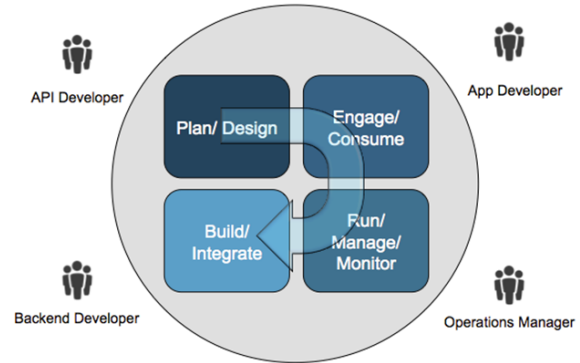 API Developer
App Developer
Plan/ Design
Engage/
Consume
Build/
Integrate
Run/
Manage/
Monitor
Backend Developer
Operations Manager